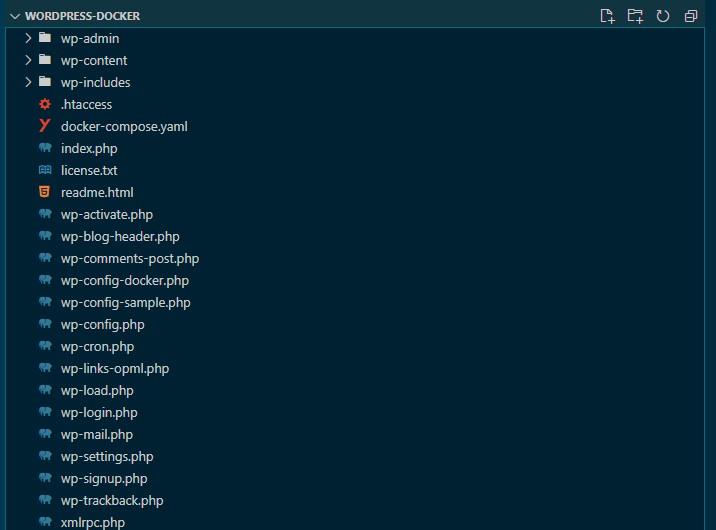 WORDPRESS-DOCKER
wp-admin
wp-content
wp-includes
.htaccess
docker-compose.yaml
index.php
license.txt
readme.html
wp-activate.php
wp-blog-header.php
wp-comments-post.php
wp-config-docker.php
wp-config-sample.php
wp-config.php
wp-cron.php
wp-links-opml.php
wp-load.php
wp-login.php
wp-mail.php
wp-settings.php
wp-signup.php
wp-trackback.php
xmlrpc.php